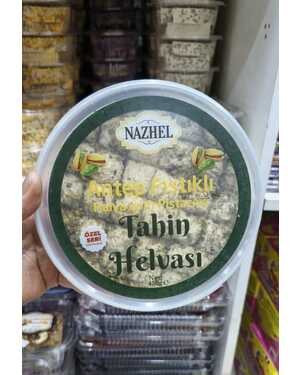 NAZHEL
Antep Fıstıklı
Halva with Pistachio
Tahin
Helvası
ÖZEL
SERİ